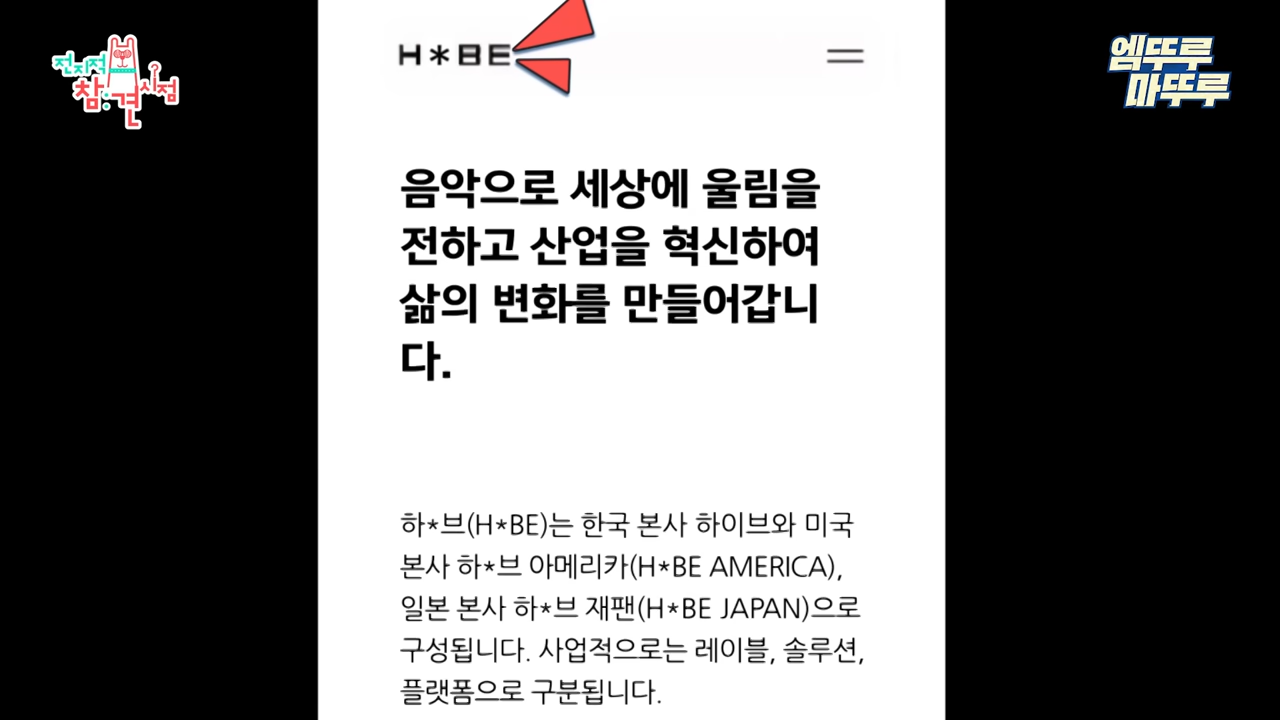 전지적
참견
시점
엠뚜루
마뚜루
H*BE
음악으로 세상에 울림을
전하고 산업을 혁신하여
삶의 변화를 만들어갑니
다.
하*브(H*BE)는 한국 본사 하이브와 미국
본사 하*브 아메리카(H*BE AMERICA),
일본 본사 하*브 재팬(H*BE JAPAN)으로
구성됩니다. 사업적으로는 레이블, 솔루션,
플랫폼으로 구분됩니다.